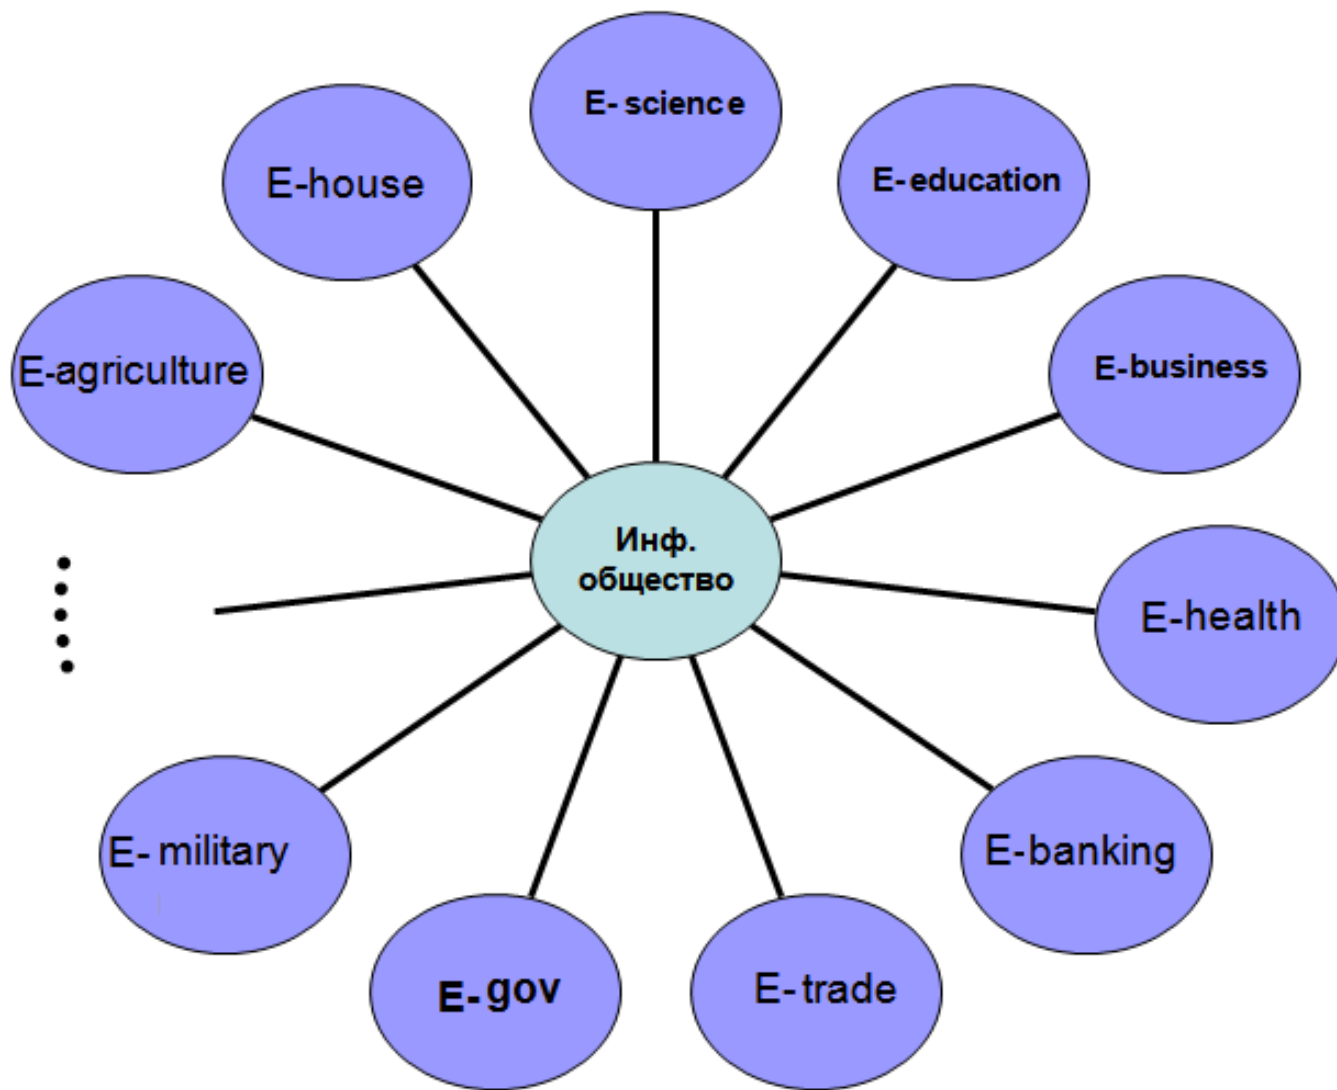 E- science
E-house
E-education
E-agriculture
E-business
Инф.
общество
E-health
E- military
E-banking
E- gov
E- trade